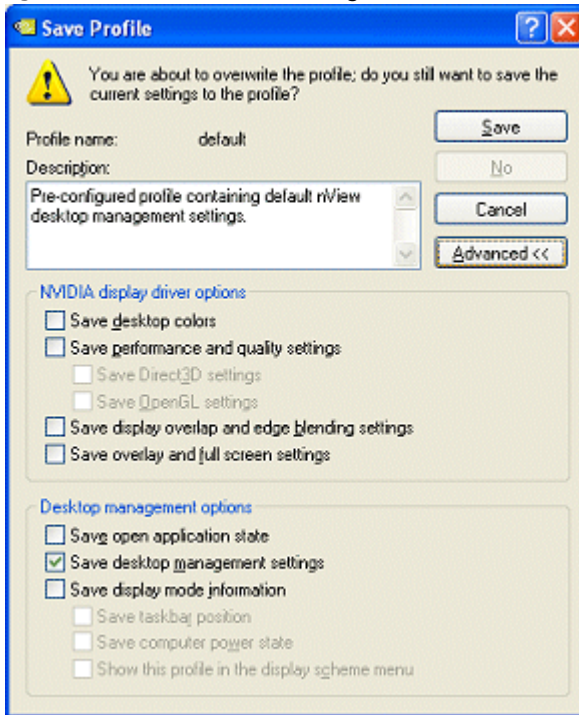 Save Profile
You are about to overwrite the profile; do you still want to save the
current settings to the profile?
Profile name: default
Save
Description:
No
Pre-configured profile containing default nView
desktop management settings.
Cancel
Advanced <<
NVIDIA display driver options
Save desktop colors
Save performance and quality settings
Save Direct3D settings
Save OpenGL settings
Save display overlap and edge blending settings
Save overlay and full screen settings
Desktop management options
Save open application state
Save desktop management settings
Save display mode information
Save taskbar position
Save computer power state
Show this profile in the display scheme menu